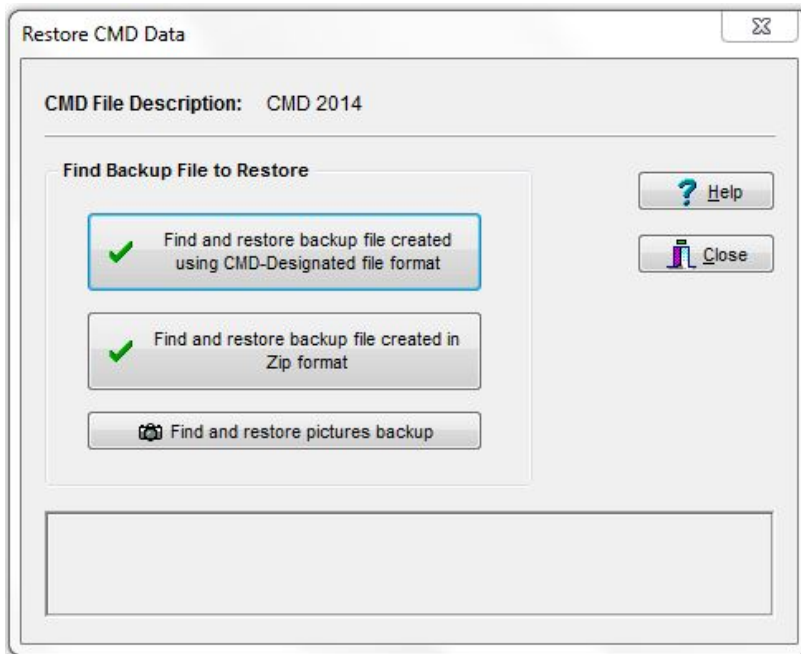 Restore CMD Data
CMD File Description: CMD 2014
Find Backup File to Restore
Find and restore backup file created
using CMD-Designated file format
Find and restore backup file created in
Zip format
Find and restore pictures backup
Help
Close